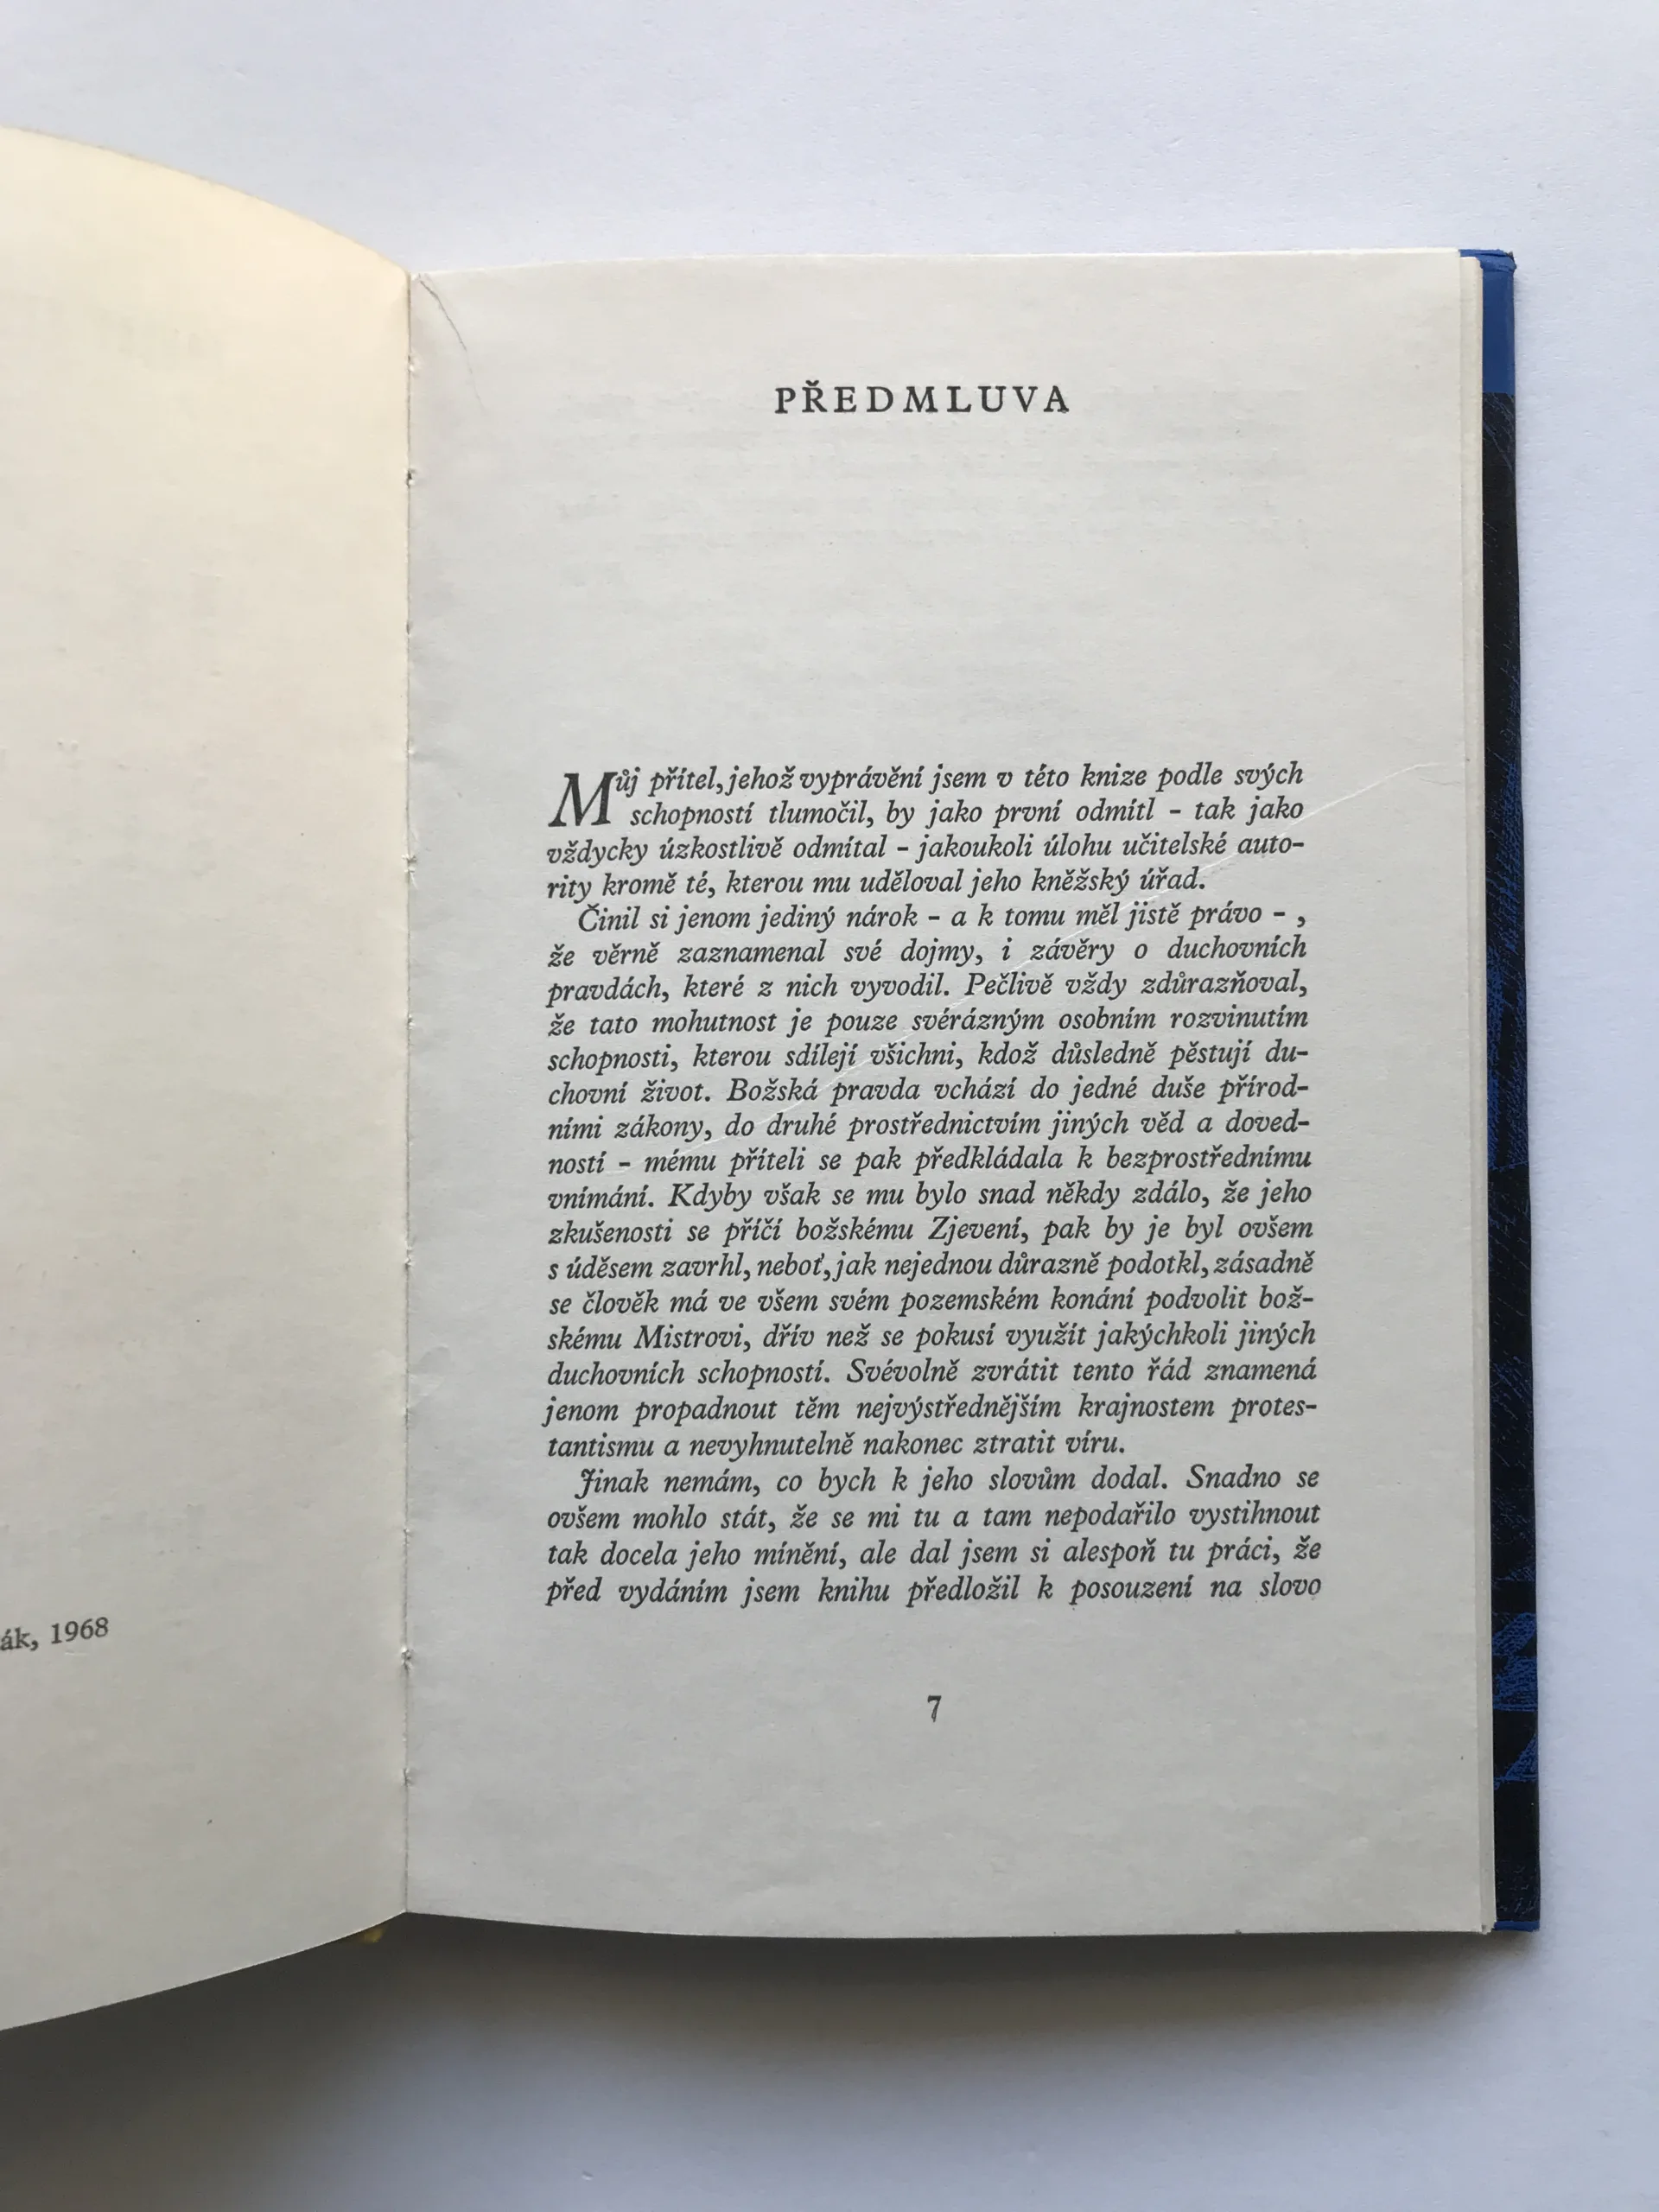 ák, 1968
PŘEDMLUVA
Můj přítel, jehož vyprávění jsem v této knize podle svých
schopností tlumočil, by jako první odmítl - tak jako
vždycky úzkostlivě odmítal - jakoukoli úlohu učitelské auto-
rity kromě té, kterou mu uděloval jeho kněžský úřad.
Činil si jenom jediný nárok - a k tomu měl jistě právo - ,
že věrně zaznamenal své dojmy, i závěry o duchovních
pravdách, které z nich vyvodil. Pečlivě vždy zdůrazňoval,
že tato mohutnost je pouze svérázným osobním rozvinutím
schopnosti, kterou sdílejí všichni, kdož důsledně pěstují du-
chovní život. Božská pravda vchází do jedné duše přírod-
ními zákony, do druhé prostřednictvím jiných věd a doved-
ností - mému příteli se pak předkládala k bezprostřednímu
vnímání. Kdyby však se mu bylo snad někdy zdálo, že jeho
zkušenosti se příčí božskému Zjevení, pak by je byl ovšem
s úděsem zavrhl, neboť, jak nejednou důrazně podotkl, zásadně
se člověk má ve všem svém pozemském konání podvolit bož-
skému Mistrovi, dřív než se pokusí využít jakýchkoli jiných
duchovních schopností. Svévolně zvrátit tento řád znamená
jenom propadnout těm nejvýstřednějším krajnostem protes-
tantismu a nevyhnutelně nakonec ztratit víru.
Jinak nemám, co bych k jeho slovům dodal. Snadno se
ovšem mohlo stát, že se mi tu a tam nepodařilo vystihnout
tak docela jeho mínění, ale dal jsem si alespoň tu práci, že
před vydáním jsem knihu předložil k posouzení na slovo
7